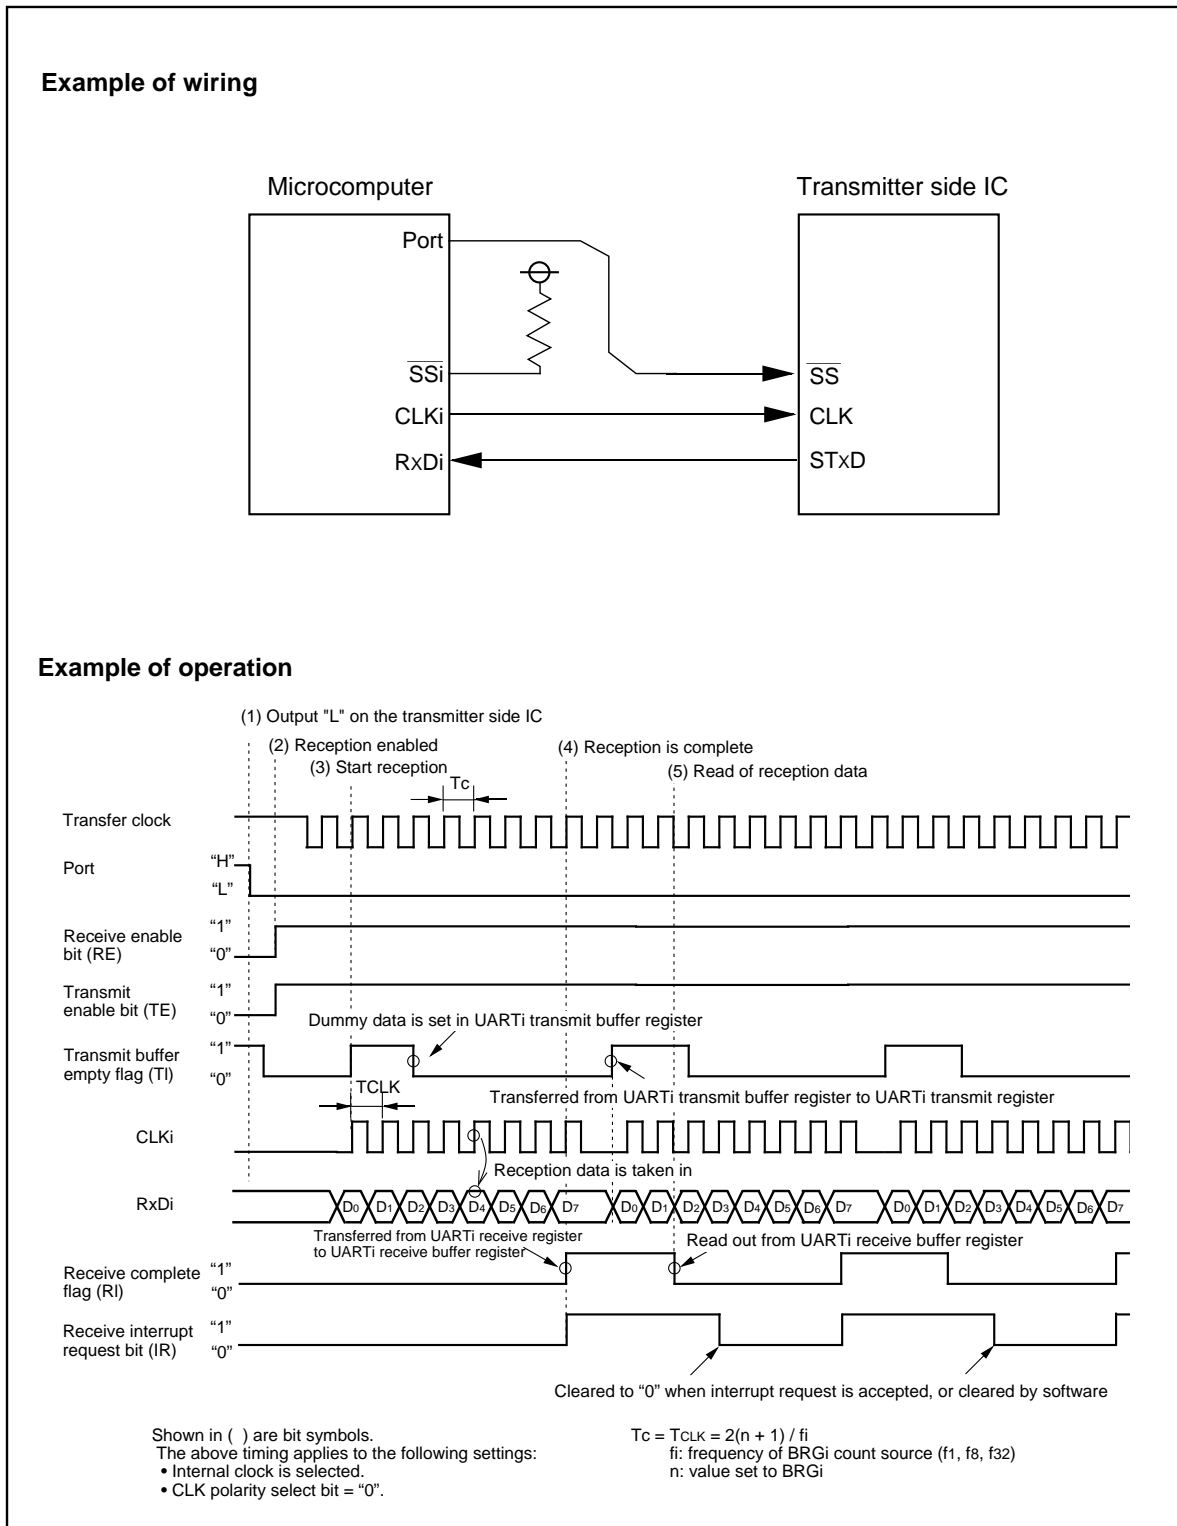 Example of wiring
Microcomputer
Transmitter side IC
Port
SSi
SS
CLKi
CLK
RxDi
STxD
Example of operation
(1) Output "L" on the transmitter side IC
(2) Reception enabled
(3) Start reception
(4) Reception is complete
(5) Read of reception data
Tc
Transfer clock
Port
“H”
“L”
Receive enable
bit (RE)
“1”
“0”
Transmit
enable bit (TE)
“1”
“0”
Dummy data is set in UARTi transmit buffer register
Transmit buffer
empty flag (Tl)
“1”
“0”
TCLK
Transferred from UARTi transmit buffer register to UARTi transmit register
CLKi
Reception data is taken in
RxDi
D0 D1 D2 D3 D4 D5 D6 D7 D0 D1 D2 D3 D4 D5 D6 D7 D0 D1 D2 D3 D4 D5 D6 D7
Transferred from UARTi receive register
to UARTi receive buffer register
Read out from UARTi receive buffer register
Receive complete
flag (Rl)
“1”
“0”
Receive interrupt
request bit (IR)
“1”
“0”
Cleared to “0” when interrupt request is accepted, or cleared by software
Shown in ( ) are bit symbols.
The above timing applies to the following settings:
• Internal clock is selected.
• CLK polarity select bit = “0”.
Tc = TCLK = 2(n + 1) / fi
fi: frequency of BRGi count source (f1, f8, f32)
n: value set to BRGi